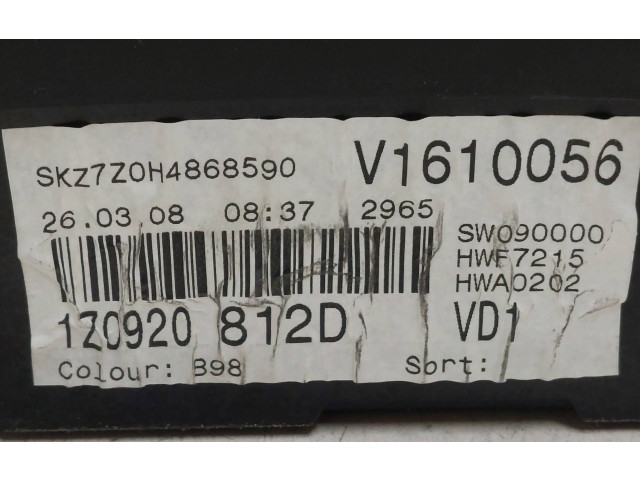 SKZ7Z0H4868590 V1610056
26.03.08 08:37 2965
SW090000
HWF7215
HWA0202
1Z0920 812D VD1
Colour: B98 Sort: